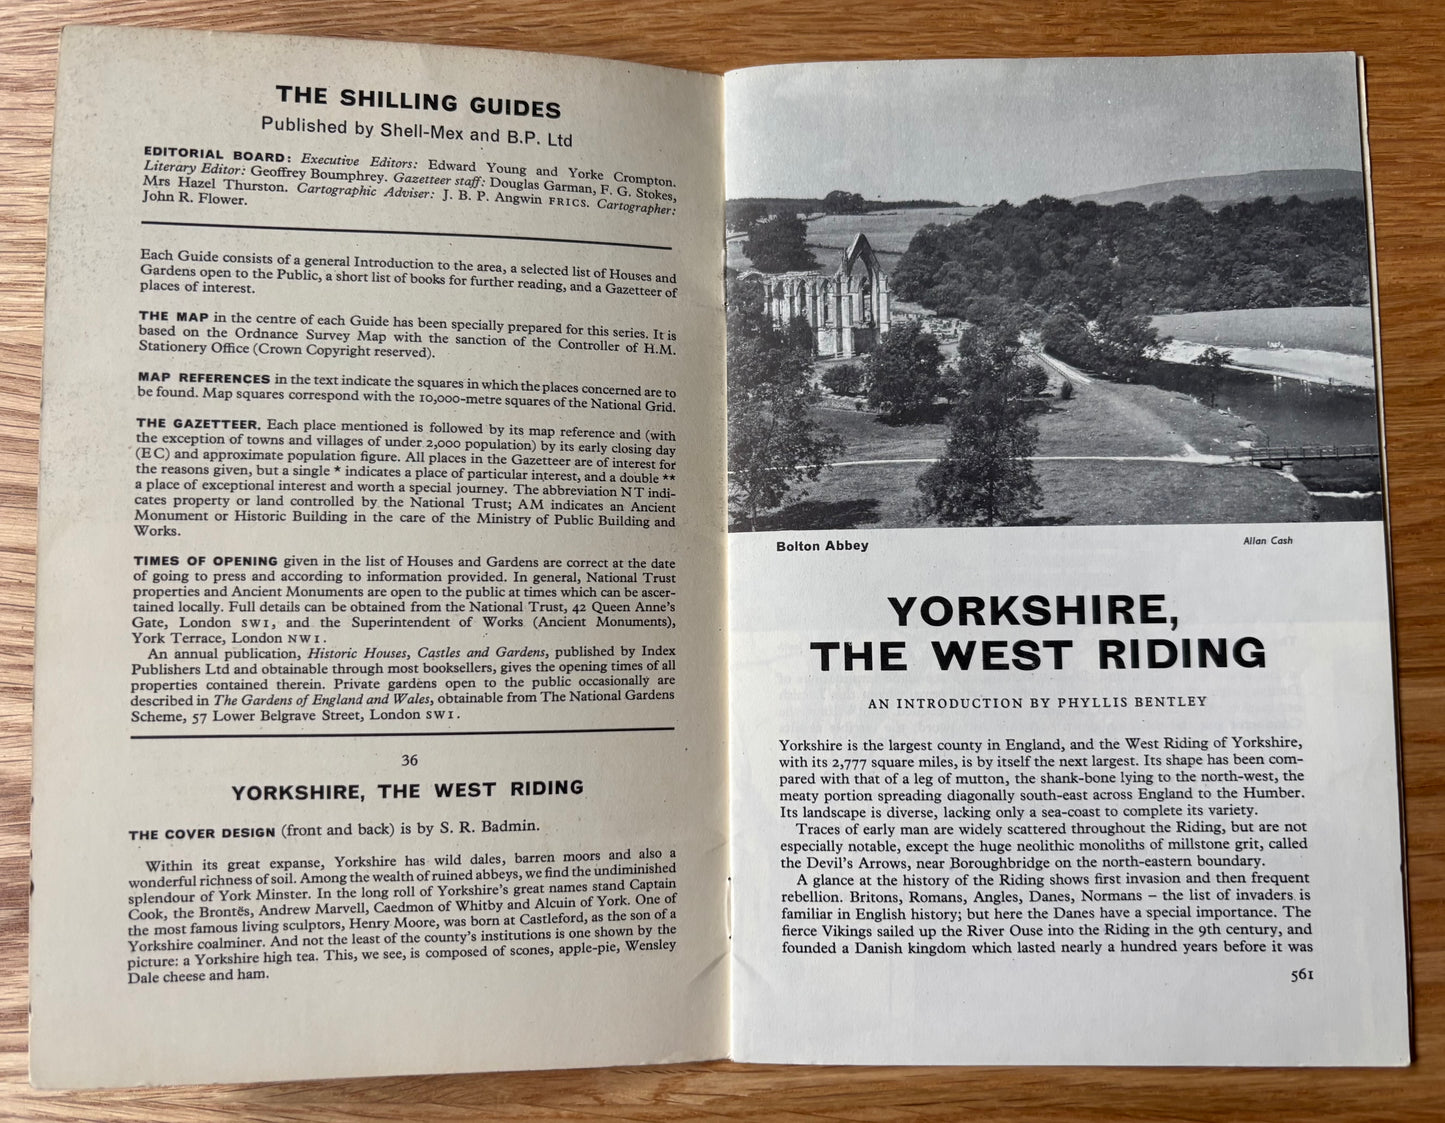 THE SHILLING GUIDES
Published by Shell-Mex and B.P. Ltd
EDITORIAL BOARD: Executive Editors: Edward Young and Yorke Crompton.
Literary Editor: Geoffrey Boumphrey. Gazetteer staff: Douglas Garman, F. G. Stokes,
Mrs Hazel Thurston. Cartographic Adviser: J. B. P. Angwin FRICS. Cartographer:
John R. Flower.
Each Guide consists of a general Introduction to the area, a selected list of Houses and
Gardens open to the Public, a short list of books for further reading, and a Gazetteer of
places of interest.
THE MAP in the centre of each Guide has been specially prepared for this series. It is
based on the Ordnance Survey Map with the sanction of the Controller of H.M.
Stationery Office (Crown Copyright reserved).
MAP REFERENCES in the text indicate the squares in which the places concerned are to
be found. Map squares correspond with the 10,000-metre squares of the National Grid.
THE GAZETTEER. Each place mentioned is followed by its map reference and (with
the exception of towns and villages of under 2,000 population) by its early closing day
(EC) and approximate population figure. All places in the Gazetteer are of interest for
the reasons given, but a single * indicates a place of particular interest, and a double **
a place of exceptional interest and worth a special journey. The abbreviation NT indi-
cates property or land controlled by the National Trust; AM indicates an Ancient
Monument or Historic Building in the care of the Ministry of Public Building and
Works.
TIMES OF OPENING given in the list of Houses and Gardens are correct at the date
of going to press and according to information provided. In general, National Trust
properties and Ancient Monuments are open to the public at times which can be ascer-
tained locally. Full details can be obtained from the National Trust, 42 Queen Anne's
Gate, London SW1, and the Superintendent of Works (Ancient Monuments),
York Terrace, London NW1.
An annual publication, Historic Houses, Castles and Gardens, published by Index
Publishers Ltd and obtainable through most booksellers, gives the opening times of all
properties contained therein. Private gardens open to the public occasionally are
described in The Gardens of England and Wales, obtainable from The National Gardens
Scheme, 57 Lower Belgrave Street, London SW1.
36
YORKSHIRE, THE WEST RIDING
THE COVER DESIGN (front and back) is by S. R. Badmin.
Within its great expanse, Yorkshire has wild dales, barren moors and also a
wonderful richness of soil. Among the wealth of ruined abbeys, we find the undiminished
splendour of York Minster. In the long roll of Yorkshire's great names stand Captain
Cook, the Brontës, Andrew Marvell, Caedmon of Whitby and Alcuin of York. One of
the most famous living sculptors, Henry Moore, was born at Castleford, as the son of a
Yorkshire coalminer. And not the least of the county's institutions is one shown by the
picture: a Yorkshire high tea. This, we see, is composed of scones, apple-pie, Wensley
Dale cheese and ham.
Bolton Abbey
Allan Cash
YORKSHIRE,
THE WEST RIDING
AN INTRODUCTION BY PHYLLIS BENTLEY
Yorkshire is the largest county in England, and the West Riding of Yorkshire,
with its 2,777 square miles, is by itself the next largest. Its shape has been com-
pared with that of a leg of mutton, the shank-bone lying to the north-west, the
meaty portion spreading diagonally south-east across England to the Humber.
Its landscape is diverse, lacking only a sea-coast to complete its variety.
Traces of early man are widely scattered throughout the Riding, but are not
especially notable, except the huge neolithic monoliths of millstone grit, called
the Devil's Arrows, near Boroughbridge on the north-eastern boundary.
A glance at the history of the Riding shows first invasion and then frequent
rebellion. Britons, Romans, Angles, Danes, Normans – the list of invaders is
familiar in English history; but here the Danes have a special importance. The
fierce Vikings sailed up the River Ouse into the Riding in the 9th century, and
founded a Danish kingdom which lasted nearly a hundred years before it was
561